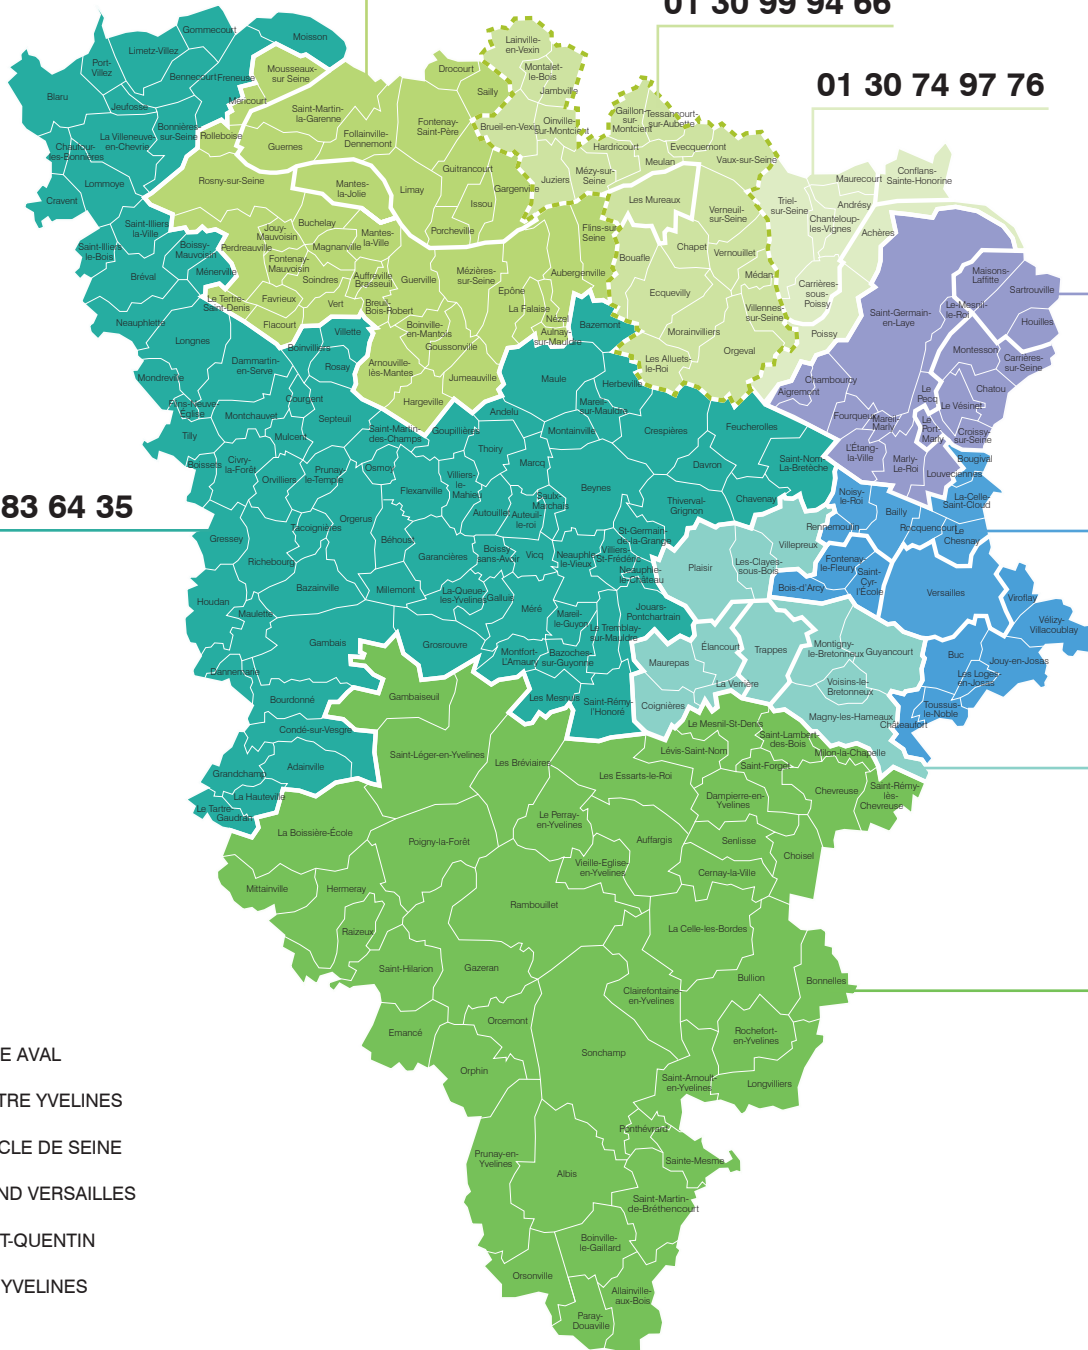 01 30 99 94 66
01 30 74 97 76
83 64 35
Gommecourt
Moisson
Limetz-Villez
Port-
Villez
Bennecourt
Freneuse
Blaru
Jeufosse
Méricourt
Mousseaux-
sur Seine
Saint-Martin-
la-Garenne
La Villeneuve-
en-Chevrie
Bonnières-
sur-Seine
Rolleboise
Chaufour-
les-Bonnières
Guernes
Follainville-
Dennemont
Drocourt
Sailly
Fontenay-
Saint-Père
Lainville-
en-Vexin
Montalet-
le-Bois
Jambville
Brueil-en-Vexin
Oinville-
sur-Montcient
Gaillon-
sur-
Montcient
Tessancourt-
sur-Aubette
Hardricourt
Evecquemont
Meulan
Vaux-sur-Seine
Lommoye
Cravent
Rosny-sur-Seine
Mantes-
la-Jolie
Limay
Guitrancourt
Gargenville
Issou
Porcheville
Juziers
Mézy-sur-
Seine
Les Mureaux
Verneuil-
sur-Seine
Triel-
sur-Seine
Maurecourt
Conflans-
Sainte-Honorine
Andrésy
Chanteloup-
les-Vignes
Achères
Saint-Illiers-
la-Ville
Saint-Illiers-
le-Bois
Boissy-
Mauvoisin
Bréval
Ménerville
Perdreauville
Jouy-
Mauvoisin
Buchelay
Magnanville
Mantes-
la-Ville
Fontenay-
Mauvoisin
Soindres
Auffreville
Brasseuil
Guerville
Mézières-
sur-Seine
Epône
Aubergenville
Flins-sur
Seine
Bouafle
Chapet
Vernouillet
Médan
Ecquevilly
Carrières-
sous-
Poissy
Villennes-
sur-Seine
Poissy
Le Tertre-
Saint-Denis
Favrieux
Vert
Breuil-
Bois-Robert
Flacourt
Boinville-
en-Mantois
Goussonville
La Falaise
Nézel
Aulnay-
sur-Mauldre
Bazemont
Morainvilliers
Les Alluets-
le-Roi
Orgeval
Saint-Germain-
en-Laye
Maisons-
Laffitte
Sartrouville
Le-Mesnil-
le-Roi
Houilles
Montesson
Carrières-
sur-Seine
Chatou
Le
Pecq
Le Vésinet
Le
Port-
Marly
Croissy-
sur-Seine
Neauphlette
Longnes
Boinvilliers
Villette
Rosay
Arnouville-
lès-Mantes
Jumeauville
Hargeville
Maule
Herbeville
Mareil-
sur-Mauldre
Andelu
Chambourcy
Aigremont
Fourqueux
Mareil-
Marly
L'Étang-
la-Ville
Marly-
Le-Roi
Louveciennes
Bougival
La-Celle-
Saint-Cloud
Dammartin-
en-Serve
Mondreville
Courgent
Flins-Neuve-
Église
Montchauvet
Septeuil
Mulcent
Tilly
Saint-Martin-
des-Champs
Goupillières
Thoiry
Montainville
Crespières
Feucherolles
Davron
Saint-Nom-
La-Bretèche
Chavenay
Boissets
Civry-
la-Forêt
Orvilliers
Prunay-
le-Temple
Osmoy
Flexanville
Villiers-
le-
Mahieu
Marcq
Beynes
Saulx-
Marchais
Thiverval-
Grignon
Noisy-
le-Roi
Bailly
Rennemoulin
Rocquencourt
Le
Chesnay
Tacoignières
Orgerus
Béhoust
Autouillet
Auteuil-
le-roi
St-Germain-
de-la-Grange
Gressey
Richebourg
Garancières
Boissy-
sans-Avoir
Vicq
Neauphle-
le-Vieux
Villiers-
St-Frédéric
Neauphle-
le-Château
Plaisir
Les-Clayes-
sous-Bois
Villepreux
Fontenay-
le-Fleury
Saint-
Cyr-
l'École
Bois-d'Arcy
Versailles
Viroflay
Vélizy-
Villacoublay
Houdan
Maulette
Bazainville
Millemont
La-Queue-
les-Yvelines
Galluis
Méré
Mareil-
le-Guyon
Jouars-
Pontchartrain
Le Tremblay-
sur-Mauldre
Gambais
Grosrouvre
Montfort-
L'Amaury
Bazoches-
sur-Guyonne
Maurepas
Élancourt
Trappes
Montigny-
le-Bretonneux
Guyancourt
Buc
Jouy-en-Josas
Les Loges-
en-Josas
Toussus-
le-Noble
Châteaufort
Dannemarie
Bourdonné
Gambaiseuil
Les Mesnuls
Saint-Rémy-
l'Honoré
Coignières
La Verrière
Voisins-le-
Bretonneux
Magny-les-Hameaux
Condé-sur-Vesgre
Grandchamp
Adainville
La Hauteville
Le Tartre-
Gaudran
Saint-Léger-en-Yvelines
Les Bréviaires
Les Essarts-le-Roi
Le Mesnil-St-Denis
Lévis-Saint-Nom
Saint-Lambert-
des-Bois
Milon-la-Chapelle
Saint-Forget
Dampierre-en-
Yvelines
Chevreuse
Saint-Rémy-
lès-
Chevreuse
La Boissière-École
Poigny-la-Forêt
Le Perray-
en-Yvelines
Auffargis
Senlisse
Choisel
Vieille-Eglise-
en-Yvelines
Cernay-la-Ville
Mittainville
Hermeray
Rambouillet
Raizeux
La Celle-les-Bordes
Saint-Hilarion
Gazeran
Clairefontaine-
en-Yvelines
Bullion
Bonnelles
Emancé
Orcemont
Sonchamp
Rochefort-
en-Yvelines
Orphin
Saint-Arnoult-
en-Yvelines
Longvilliers
Ponthévrard
Prunay-en-
Yvelines
Albis
Sainte-Mesme
Saint-Martin-
de-Bréthencourt
Boinville-
le-Gaillard
Orsonville
Allainville-
aux-Bois
Paray-
Douaville
E AVAL
TRE YVELINES
CLE DE SEINE
ND VERSAILLES
T-QUENTIN
YVELINES